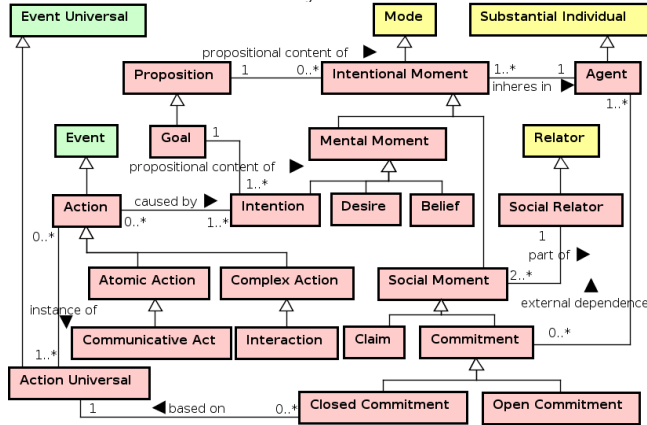 Event Universal
Mode
Substantial Individual
propositional content of
Proposition
1
0..*
Intentional Moment
1..*
1
inheres in
Agent
1..*
Event
Goal
1
Mental Moment
Relator
propositional content of
1..*
Action
caused by
0..*
1..*
Intention
Desire
Belief
Social Relator
0..*
1
part of
Atomic Action
Complex Action
Social Moment
2..*
instance of
external dependence
Communicative Act
Interaction
Claim
Commitment
0..*
1..*
Action Universal
1
based on
0..*
Closed Commitment
Open Commitment